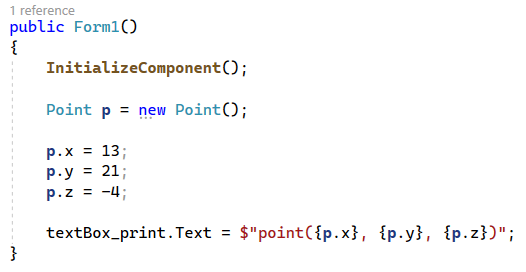 1 reference
public Form1()
{
    InitializeComponent();

    Point p = new Point();

    p.x = 13;
    p.y = 21;
    p.z = -4;

    textBox_print.Text = $"point({p.x}, {p.y}, {p.z})";
}